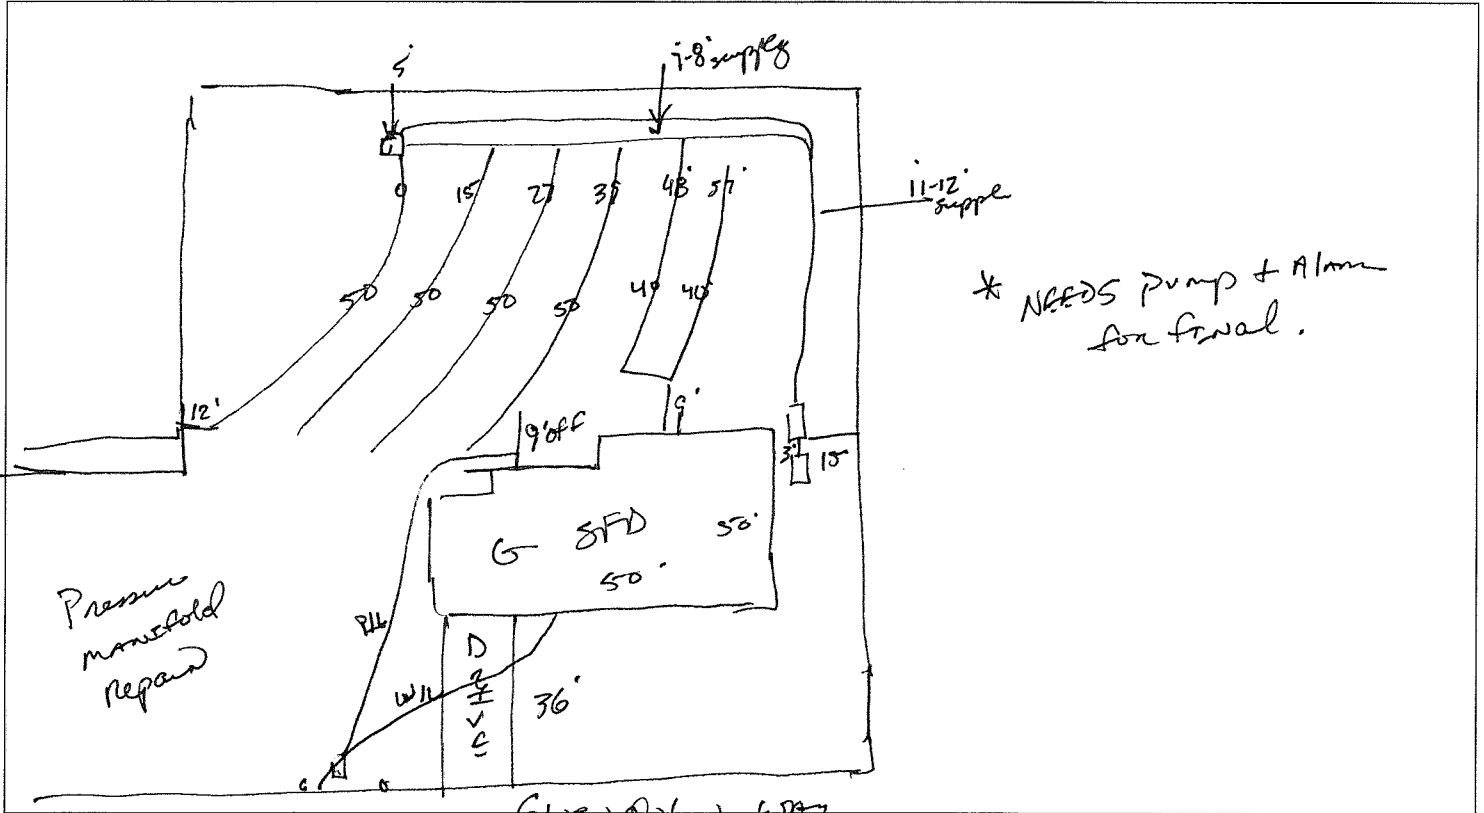 5'
7-8' supply
0 15 27 35 48' 57'
11-12'
supple
50 50 50 50 40 40'
* NEEDS Pump + Alarm
for final.
12'
9' off
9'
3' 15
G SFD 50'
50'
Pressure
MANifold
Repair
W/L
36'